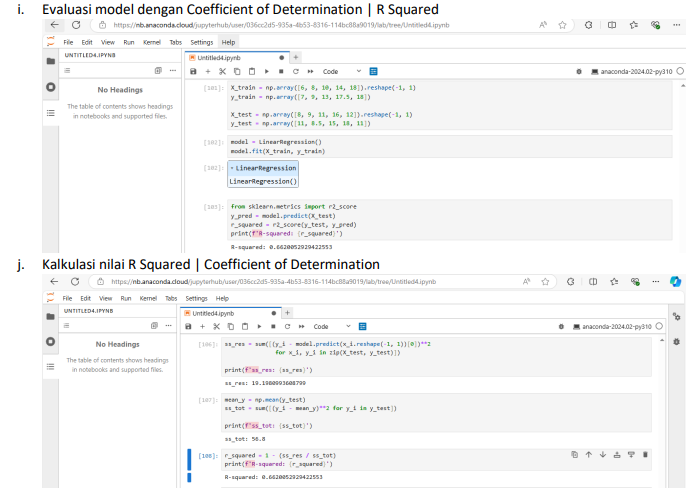 i. Evaluasi model dengan Coefficient of Determination | R Squared
https://nb.anaconda.cloud/jupyterhub/user/036cc2d5-935a-4b53-8316-114bc88a9019/lab/tree/Untitled4.ipynb
File Edit View Run Kernel Tabs Settings Help
UNTITLED4.IPYNB
Untitled4.ipynb
Code
anaconda-2024.02-py310
No Headings
The table of contents shows headings
in notebooks and supported files.
[101]: X_train = np.array([6, 8, 10, 14, 18]).reshape(-1, 1)
y_train = np.array([7, 9, 13, 17.5, 18])
X_test = np.array([8, 9, 11, 16, 12]).reshape(-1, 1)
y_test = np.array([11, 8.5, 15, 18, 11])
[102]: model = LinearRegression()
model.fit(X_train, y_train)
[102]: LinearRegression
LinearRegression()
[103]: from sklearn.metrics import r2_score
y_pred = model.predict(X_test)
r_squared = r2_score(y_test, y_pred)
print(f'R-squared: {r_squared}')
R-squared: 0.6620052929422553
j. Kalkulasi nilai R Squared | Coefficient of Determination
https://nb.anaconda.cloud/jupyterhub/user/036cc2d5-935a-4b53-8316-114bc88a9019/lab/tree/Untitled4.ipynb
File Edit View Run Kernel Tabs Settings Help
UNTITLED4.IPYNB
Untitled4.ipynb
Code
anaconda-2024.02-py310
No Headings
The table of contents shows headings
in notebooks and supported files.
[106]: ss_res = sum([(y_i - model.predict(x_i.reshape(-1, 1))[0])**2
for x_i, y_i in zip(X_test, y_test)])
print(f'ss_res: {ss_res}')
ss_res: 19.1980993608799
[107]: mean_y = np.mean(y_test)
ss_tot = sum([(y_i - mean_y)**2 for y_i in y_test])
print(f'ss_tot: {ss_tot}')
ss_tot: 56.8
[108]: r_squared = 1 - (ss_res / ss_tot)
print(f'R-squared: {r_squared}')
R-squared: 0.6620052929422553